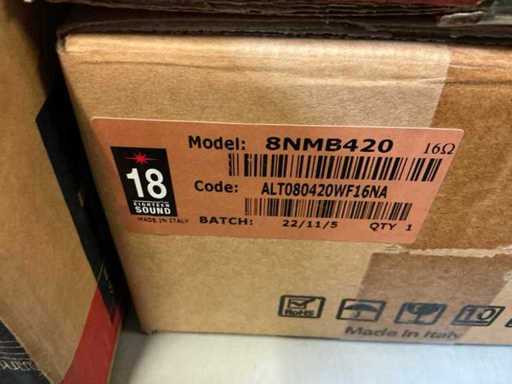 Model: 8NMB420 16Ω
18
EIGHTEEN
SOUND
MADE IN ITALY
Code: ALT080420WF16NA
BATCH: 22/11/5 QTY 1
RoHS
10
Made in Italy